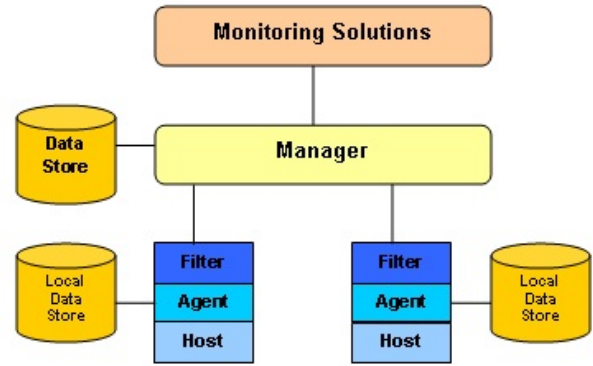 Monitoring Solutions
Data
Store
Manager
Local
Data
Store
Filter
Agent
Host
Filter
Agent
Host
Local
Data
Store